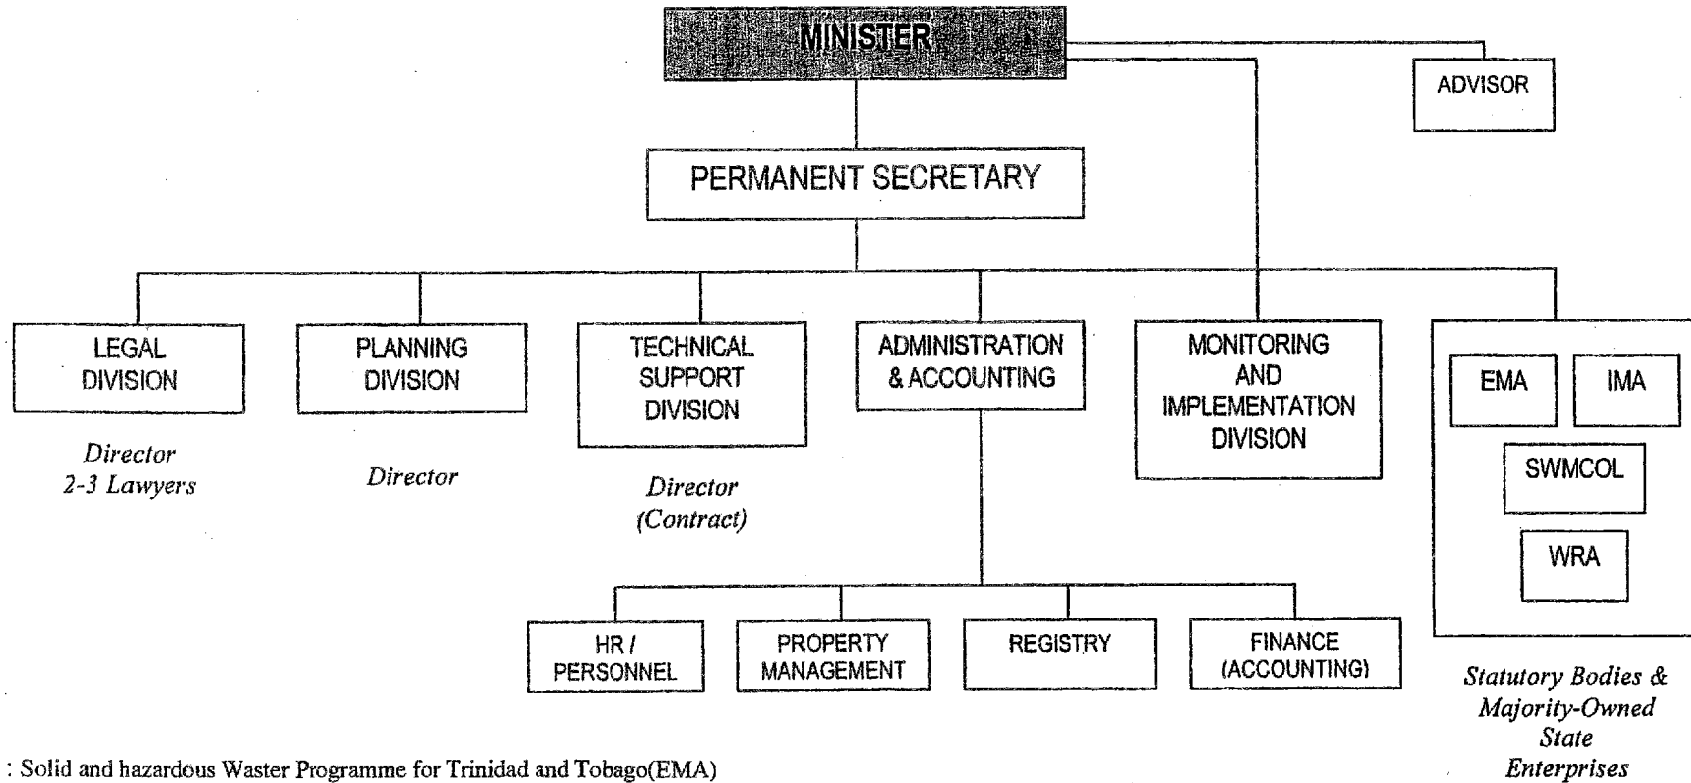 MINISTER
ADVISOR
PERMANENT SECRETARY
LEGAL
DIVISION
Director
2-3 Lawyers
PLANNING
DIVISION
Director
TECHNICAL
SUPPORT
DIVISION
Director
(Contract)
ADMINISTRATION
& ACCOUNTING
MONITORING
AND
IMPLEMENTATION
DIVISION
EMA
IMA
SWMCOL
WRA
HR /
PERSONNEL
PROPERTY
MANAGEMENT
REGISTRY
FINANCE
(ACCOUNTING)
Statutory Bodies &
Majority-Owned
State
Enterprises
: Solid and hazardous Waster Programme for Trinidad and Tobago(EMA)